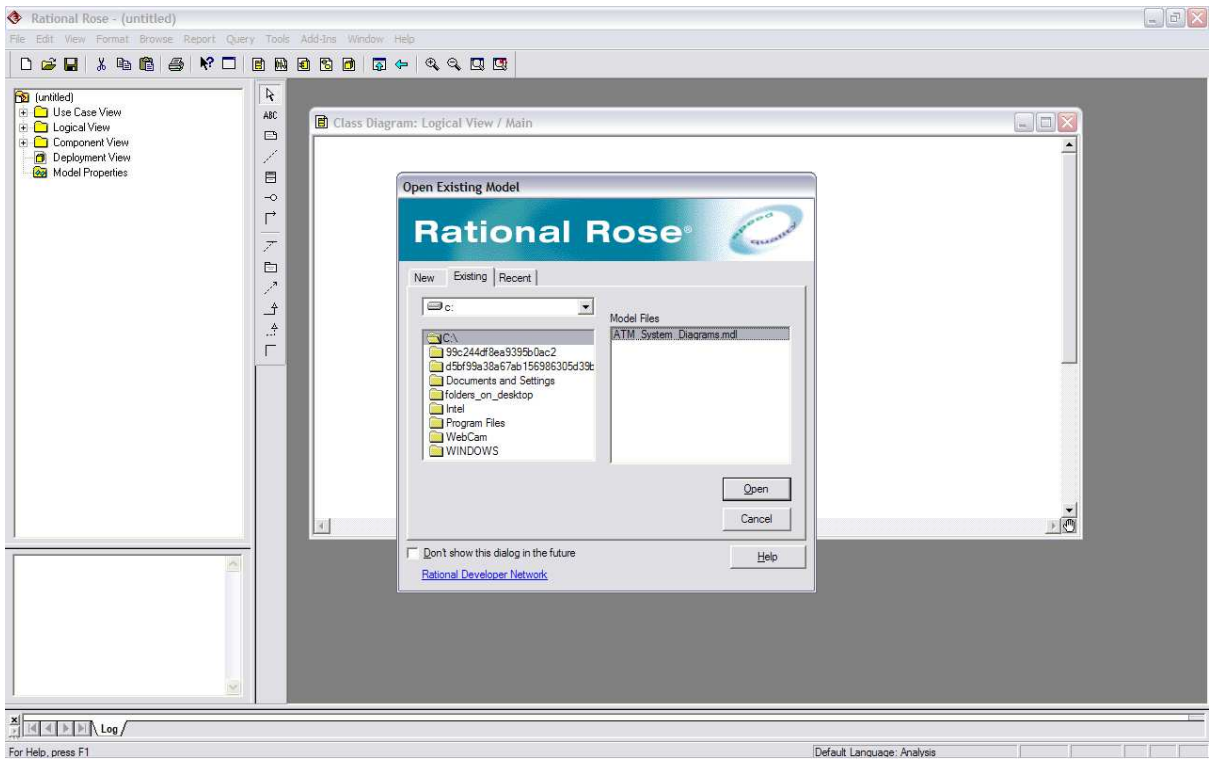 Rational Rose - (untitled)
File Edit View Format Browse Report Query Tools Add-Ins Window Help
(untitled)
Use Case View
Logical View
Component View
Deployment View
Model Properties
ABC
Class Diagram: Logical View / Main
Open Existing Model
Rational Rose®
speed
quality
New Existing Recent
c:
Model Files
C:\
99c244df8ea9395b0ac2
d5bf99a38a67ab156986305d39b
Documents and Settings
folders_on_desktop
Intel
Program Files
WebCam
WINDOWS
ATM_System_Diagrams.mdl
Open
Cancel
Don't show this dialog in the future
Help
Rational Developer Network
Log
For Help, press F1
Default Language: Analysis